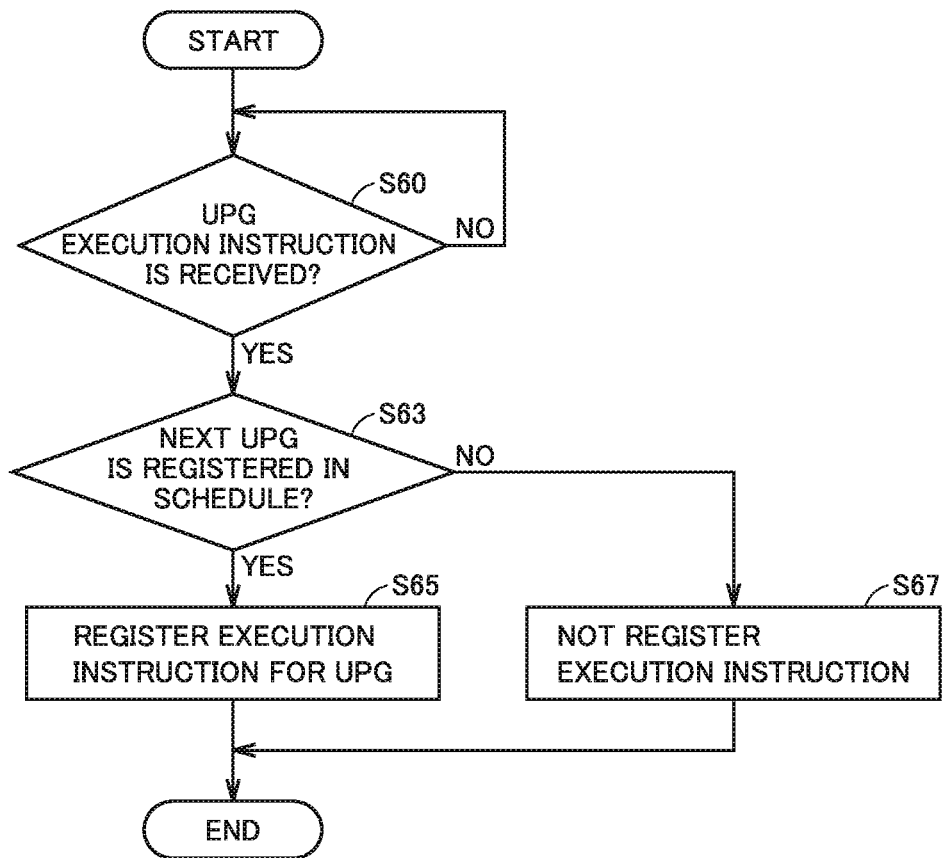 START
S60
UPG
EXECUTION INSTRUCTION
IS RECEIVED?
NO
YES
S63
NEXT UPG
IS REGISTERED IN
SCHEDULE?
NO
YES
S65
REGISTER EXECUTION
INSTRUCTION FOR UPG
S67
NOT REGISTER
EXECUTION INSTRUCTION
END